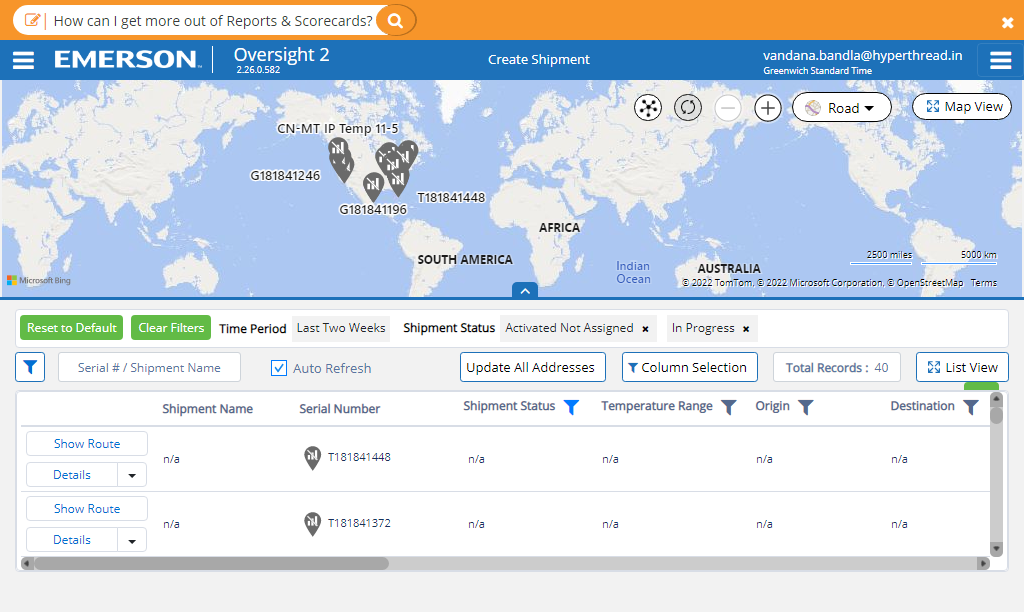 How can I get more out of Reports & Scorecards?
EMERSON
Oversight 2
2.26.0.582
Create Shipment
vandana.bandla@hyperthread.in
Greenwich Standard Time
Road
Map View
CN-MT IP Temp 11-5
G181841246
T181841448
G181841196
AFRICA
SOUTH AMERICA
Indian
Ocean
AUSTRALIA
2500 miles
5000 km
Microsoft Bing
© 2022 TomTom, © 2022 Microsoft Corporation, © OpenStreetMap Terms
Reset to Default
Clear Filters
Time Period
Last Two Weeks
Shipment Status
Activated Not Assigned ×
In Progress ×
Serial # / Shipment Name
Auto Refresh
Update All Addresses
Column Selection
Total Records : 40
List View
Shipment Name
Serial Number
Shipment Status
Temperature Range
Origin
Destination
Show Route
Details
n/a
T181841448
n/a
n/a
n/a
n/a
Show Route
Details
n/a
T181841372
n/a
n/a
n/a
n/a